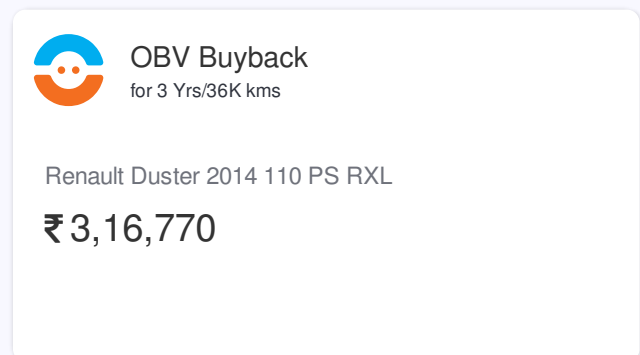 OBV Buyback
for 3 Yrs/36K kms
Renault Duster 2014 110 PS RXL
₹ 3,16,770